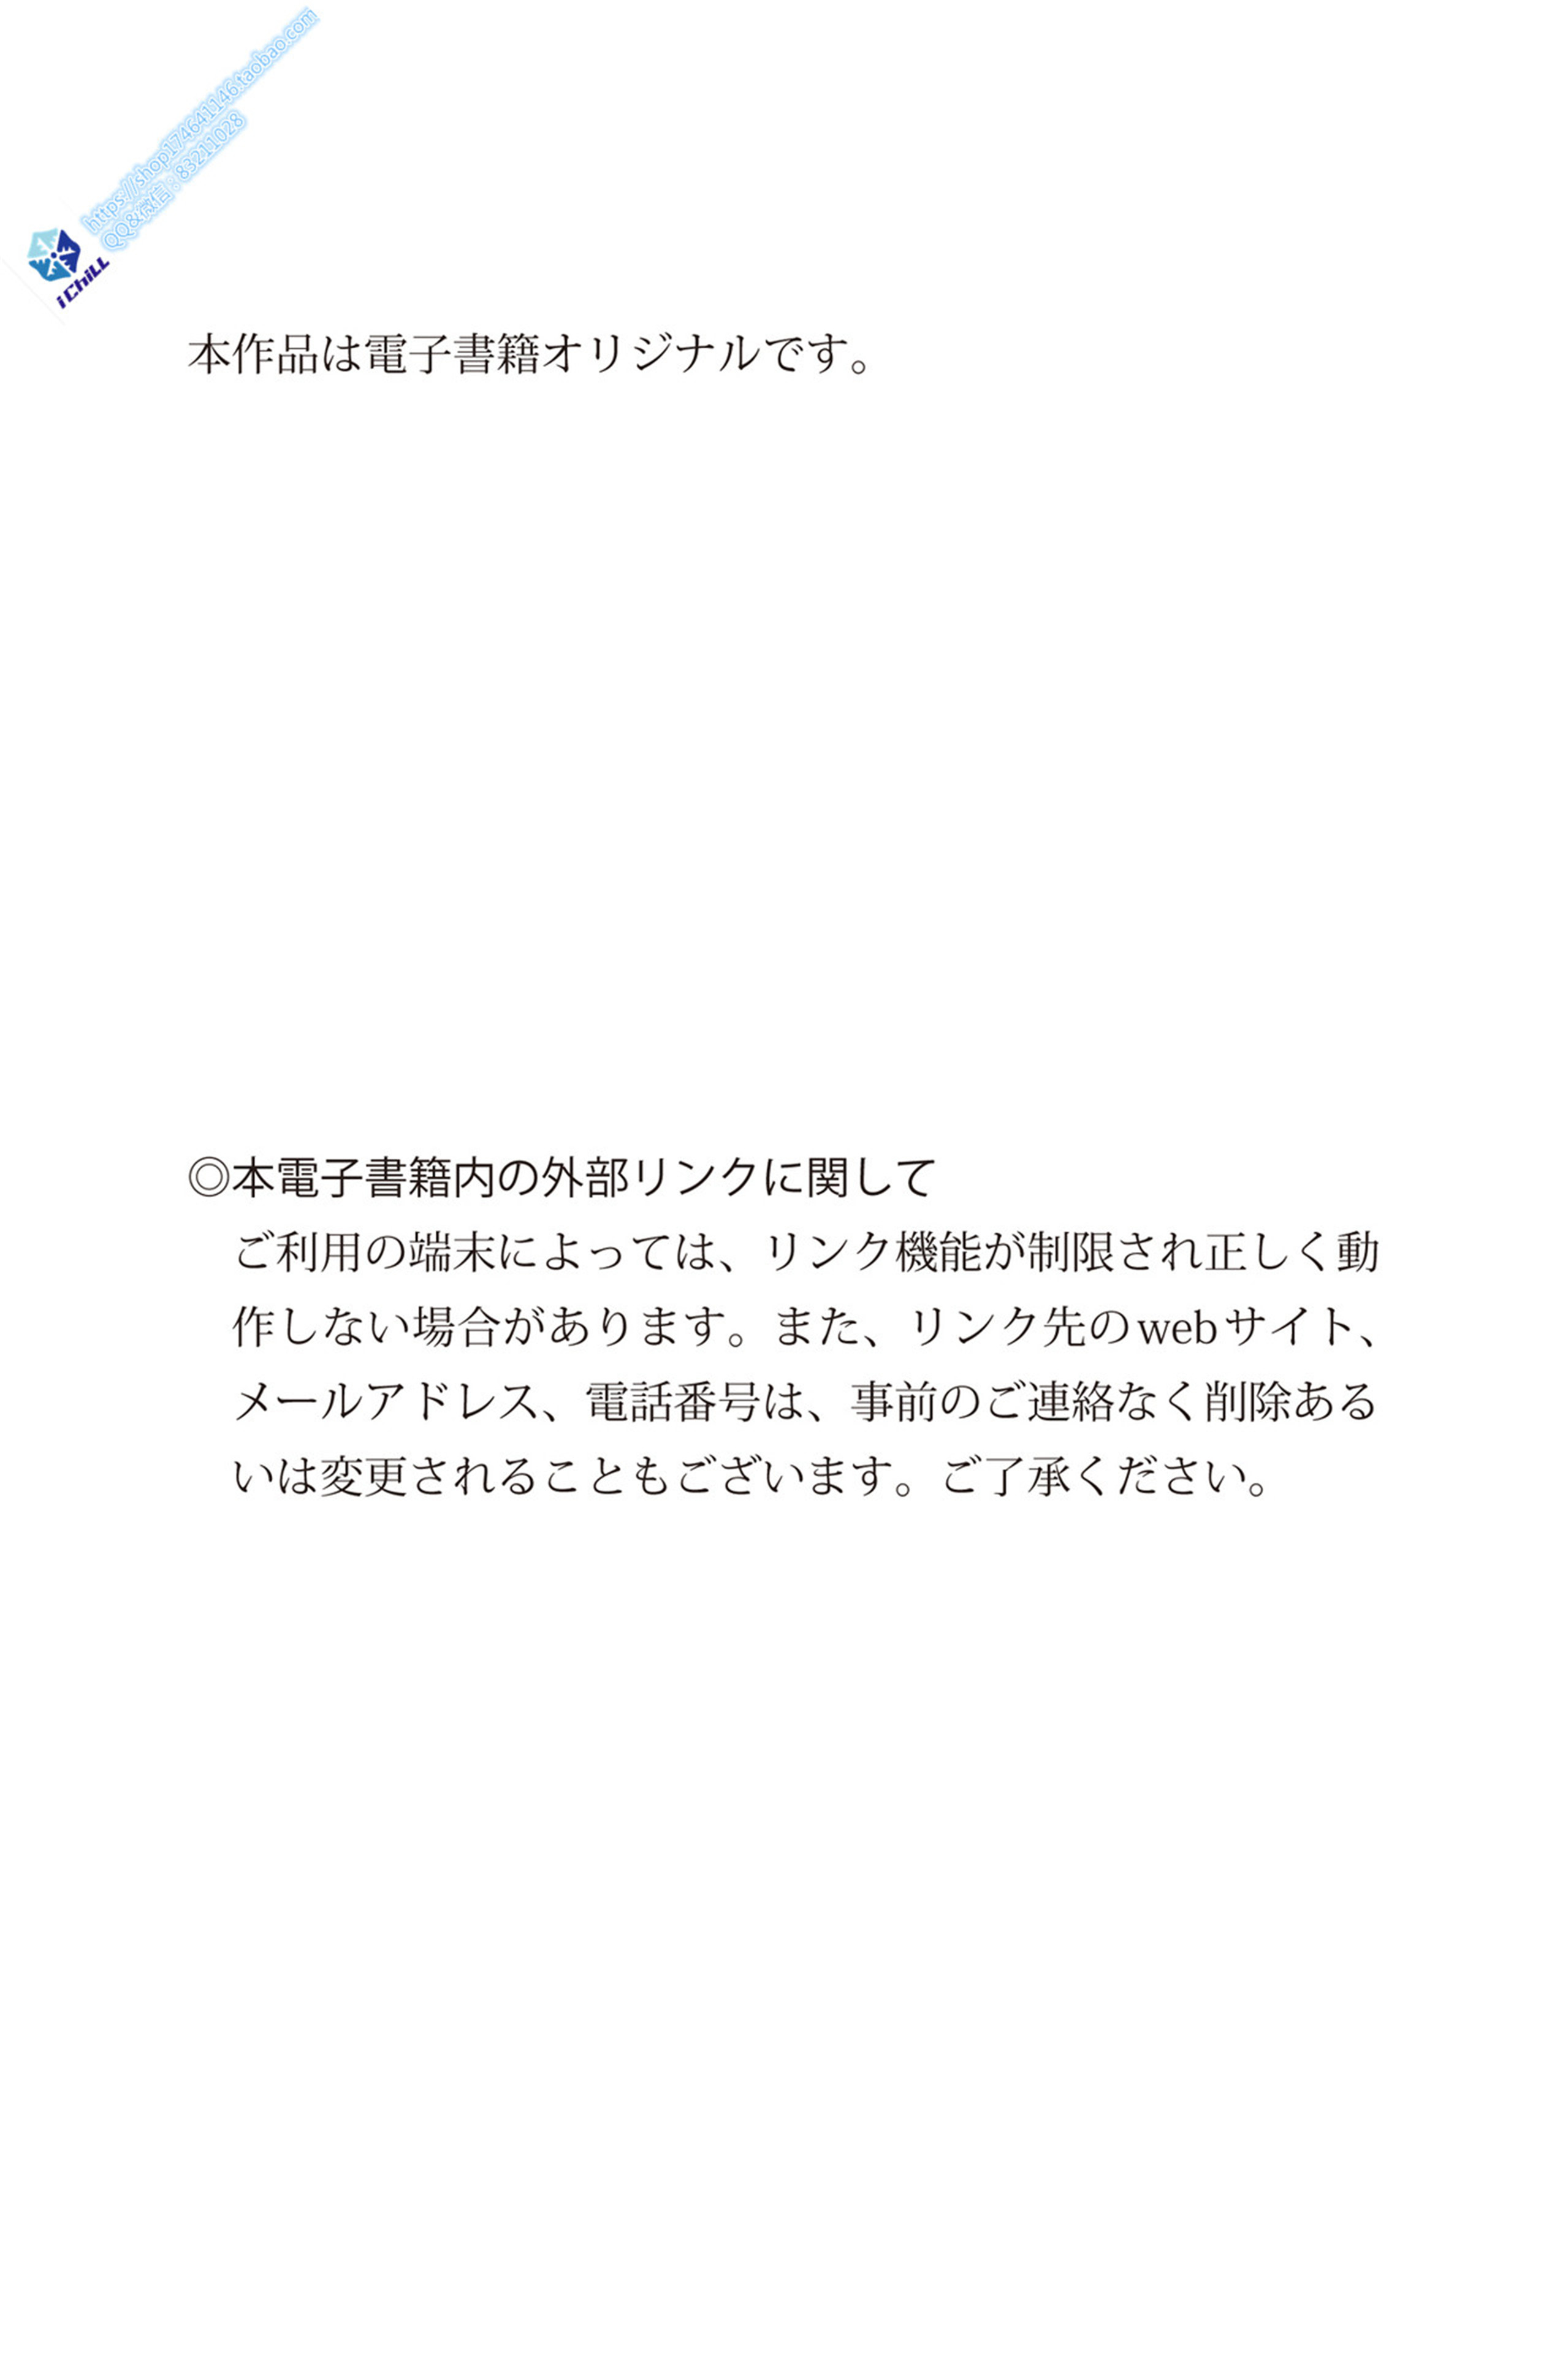 https://shop174641146.taobao.com
QQ&微信：83211028
iChiLL
本作品は電子書籍オリジナルです。
◎本電子書籍内の外部リンクに関して
ご利用の端末によっては、リンク機能が制限され正しく動
作しない場合があります。また、リンク先のwebサイト、
メールアドレス、電話番号は、事前のご連絡なく削除ある
いは変更されることもございます。ご了承ください。